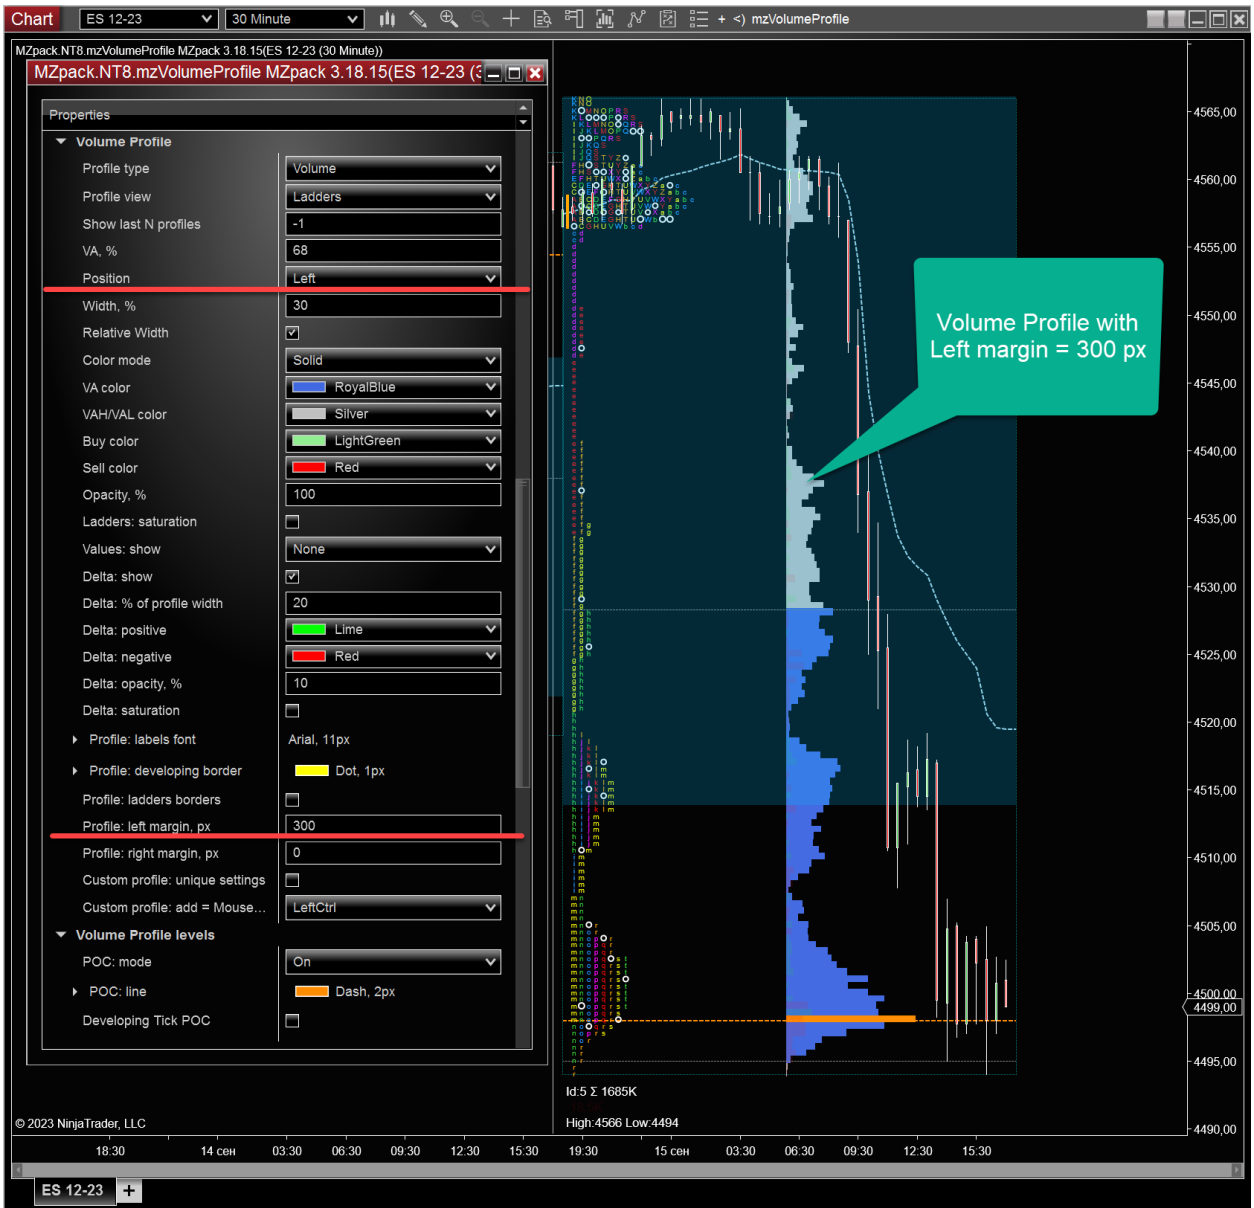 Chart ES 12-23 30 Minute + <) mzVolumeProfile
MZpack.NT8.mzVolumeProfile MZpack 3.18.15(ES 12-23 (30 Minute))
MZpack.NT8.mzVolumeProfile MZpack 3.18.15(ES 12-23 (3
Properties
Volume Profile
Profile type Volume
Profile view Ladders
Show last N profiles -1
VA, % 68
Position Left
Width, % 30
Relative Width
Color mode Solid
VA color RoyalBlue
VAH/VAL color Silver
Buy color LightGreen
Sell color Red
Opacity, % 100
Ladders: saturation
Values: show None
Delta: show
Delta: % of profile width 20
Delta: positive Lime
Delta: negative Red
Delta: opacity, % 10
Delta: saturation
Profile: labels font Arial, 11px
Profile: developing border Dot, 1px
Profile: ladders borders
Profile: left margin, px 300
Profile: right margin, px 0
Custom profile: unique settings
Custom profile: add = Mouse... LeftCtrl
Volume Profile levels
POC: mode On
POC: line Dash, 2px
Developing Tick POC
Volume Profile with
Left margin = 300 px
4565,00
4560,00
4555,00
4550,00
4545,00
4540,00
4535,00
4530,00
4525,00
4520,00
4515,00
4510,00
4505,00
4500,00
4499,00
4495,00
4490,00
Id:5 Σ 1685K
High:4566 Low:4494
© 2023 NinjaTrader, LLC
18:30 14 сен 03:30 06:30 09:30 12:30 15:30 19:30 15 сен 03:30 06:30 09:30 12:30 15:30
ES 12-23 +